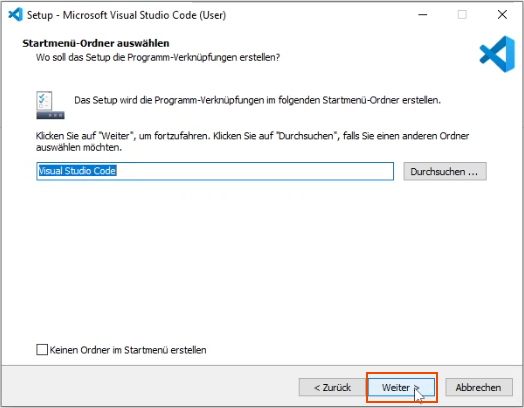 Setup - Microsoft Visual Studio Code (User)
Startmenü-Ordner auswählen
Wo soll das Setup die Programm-Verknüpfungen erstellen?
Das Setup wird die Programm-Verknüpfungen im folgenden Startmenü-Ordner erstellen.
Klicken Sie auf "Weiter", um fortzufahren. Klicken Sie auf "Durchsuchen", falls Sie einen anderen Ordner
auswählen möchten.
Visual Studio Code
Durchsuchen ...
Keinen Ordner im Startmenü erstellen
< Zurück
Weiter >
Abbrechen